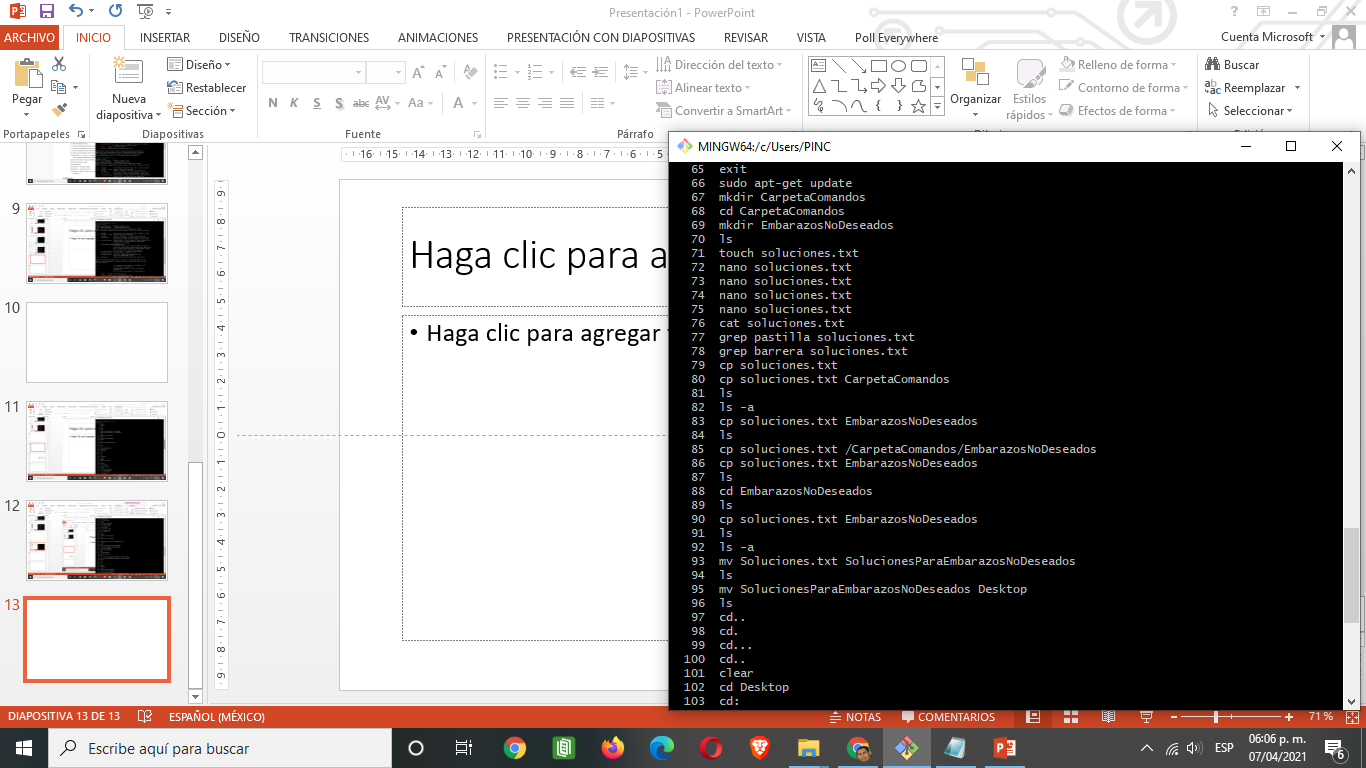 Presentación1 - PowerPoint
ARCHIVO INICIO INSERTAR DISEÑO TRANSICIONES ANIMACIONES PRESENTACIÓN CON DIAPOSITIVAS REVISAR VISTA Poll Everywhere Cuenta Microsoft
Pegar
Nueva diapositiva
Diseño
Restablecer
Sección
N K S S abc AV Aa A
Dirección del texto
Alinear texto
Convertir a SmartArt
Organizar
Estilos rápidos
Relleno de forma
Contorno de forma
Efectos de forma
Buscar
Reemplazar
Seleccionar
Portapapeles Diapositivas Fuente Párrafo
9
10
11
12
13
Haga clic para a
• Haga clic para agregar
MINGW64:/c/Users/PINC
65 exit
66 sudo apt-get update
67 mkdir CarpetaComandos
68 cd CarpetaComandos
69 mkdir EmbarazosNoDeseados
70 ls
71 touch soluciones.txt
72 nano soluciones.txt
73 nano soluciones.txt
74 nano soluciones.txt
75 nano soluciones.txt
76 cat soluciones.txt
77 grep pastilla soluciones.txt
78 grep barrera soluciones.txt
79 cp soluciones.txt
80 cp soluciones.txt CarpetaComandos
81 ls
82 ls -a
83 cp soluciones.txt EmbarazosNoDeseados
84 ls
85 cp soluciones.txt /CarpetaComandos/EmbarazosNoDeseados
86 cp soluciones.txt EmbarazosNoDeseados
87 ls
88 cd EmbarazosNoDeseados
89 ls
90 cp soluciones.txt EmbarazosNoDeseados
91 ls
92 ls -a
93 mv Soluciones.txt SolucionesParaEmbarazosNoDeseados
94 ls
95 mv SolucionesParaEmbarazosNoDeseados Desktop
96 ls
97 cd..
98 cd.
99 cd...
100 cd..
101 clear
102 cd Desktop
103 cd:
DIAPOSITIVA 13 DE 13 ESPAÑOL (MÉXICO) NOTAS COMENTARIOS 71 %
Escribe aquí para buscar
ESP
06:06 p. m.
07/04/2021
6